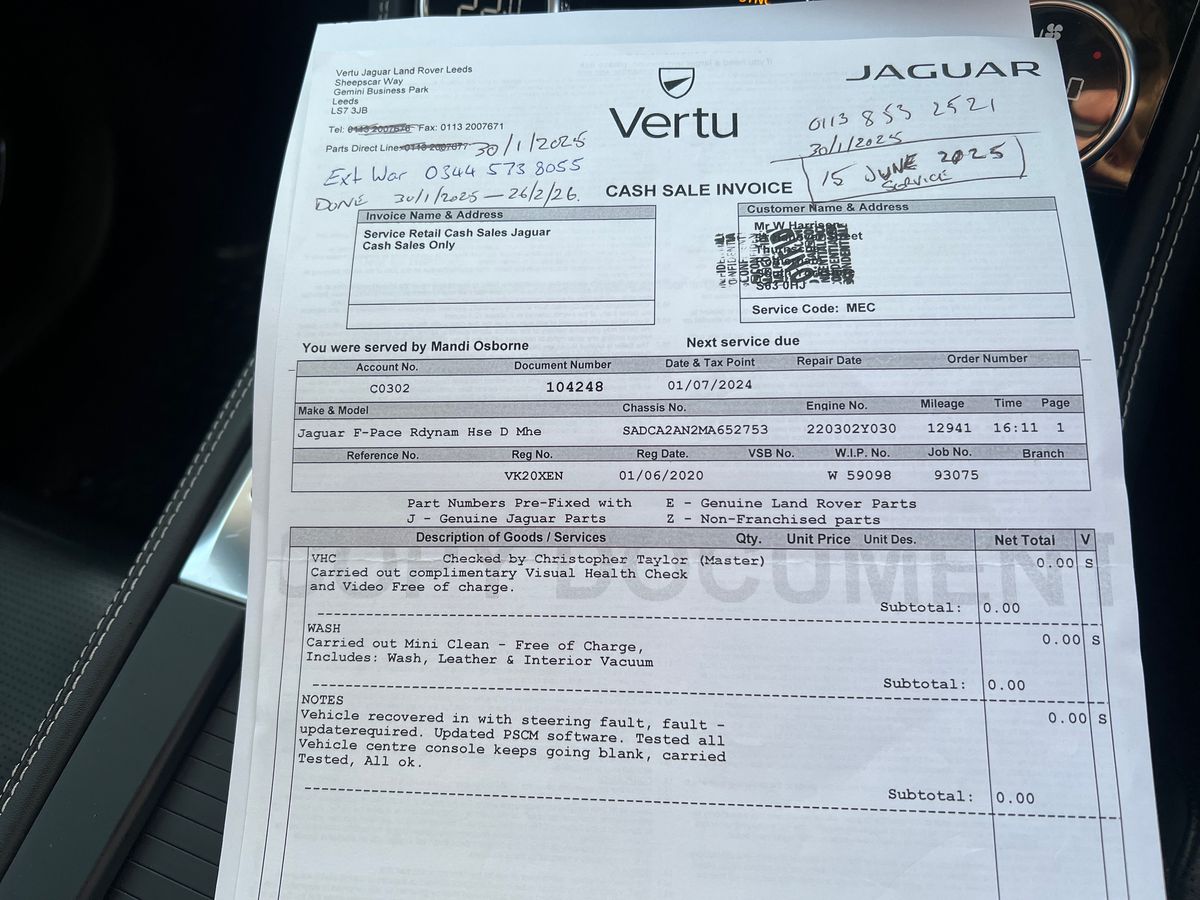 Vertu Jaguar Land Rover Leeds
Sheepscar Way
Gemini Business Park
Leeds
LS7 3JB
Tel: 0113 2007676 Fax: 0113 2007671
Parts Direct Line: 0113 2007677 30/1/2025
Ext War 0344 573 8055
DONE 30/1/2025 — 26/2/26.
Vertu
JAGUAR
0113 853 2521
30/1/2025
15 JUNE 2025
SERVICE
CASH SALE INVOICE
Invoice Name & Address
Service Retail Cash Sales Jaguar
Cash Sales Only
Customer Name & Address
Mr W Harrison
S63 0HJ
Service Code: MEC
You were served by Mandi Osborne
Next service due
Account No. Document Number Date & Tax Point Repair Date Order Number
C0302 104248 01/07/2024
Make & Model Chassis No. Engine No. Mileage Time Page
Jaguar F-Pace Rdynam Hse D Mhe SADCA2AN2MA652753 220302Y030 12941 16:11 1
Reference No. Reg No. Reg Date. VSB No. W.I.P. No. Job No. Branch
VK20XEN 01/06/2020 W 59098 93075
Part Numbers Pre-Fixed with E - Genuine Land Rover Parts
J - Genuine Jaguar Parts Z - Non-Franchised parts
Description of Goods / Services Qty. Unit Price Unit Des. Net Total V
VHC Checked by Christopher Taylor (Master) 0.00 S
Carried out complimentary Visual Health Check
and Video Free of charge.
Subtotal: 0.00
WASH 0.00 S
Carried out Mini Clean - Free of Charge,
Includes: Wash, Leather & Interior Vacuum
Subtotal: 0.00
NOTES 0.00 S
Vehicle recovered in with steering fault, fault -
updaterequired. Updated PSCM software. Tested all
Vehicle centre console keeps going blank, carried
Tested, All ok.
Subtotal: 0.00
DOCUMENT